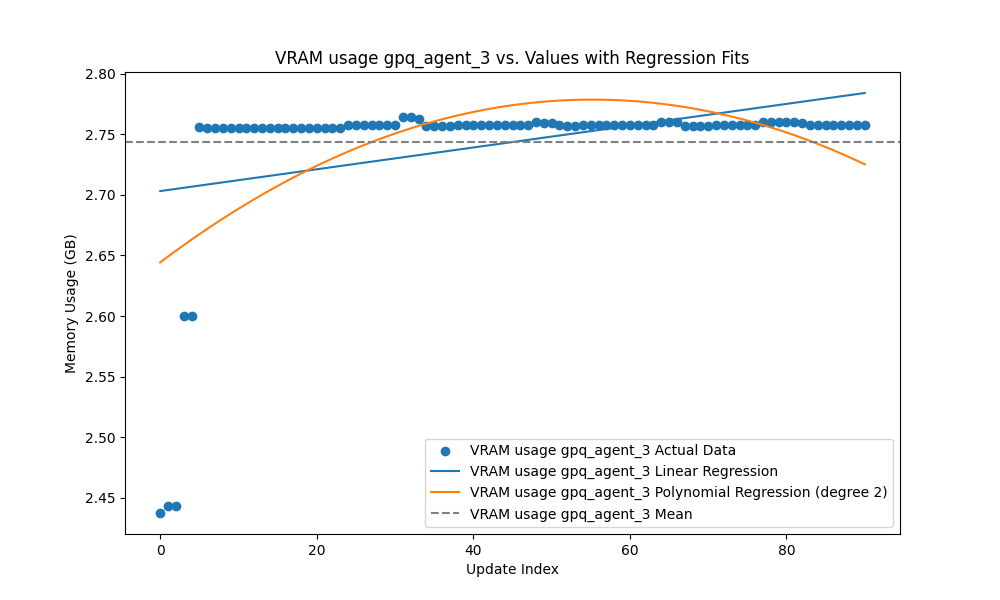 VRAM usage gpq_agent_3 vs. Values with Regression Fits
2.80
2.75
2.70
2.65
2.60
2.55
2.50
2.45
Memory Usage (GB)
VRAM usage gpq_agent_3 Actual Data
VRAM usage gpq_agent_3 Linear Regression
VRAM usage gpq_agent_3 Polynomial Regression (degree 2)
VRAM usage gpq_agent_3 Mean
0 20 40 60 80
Update Index